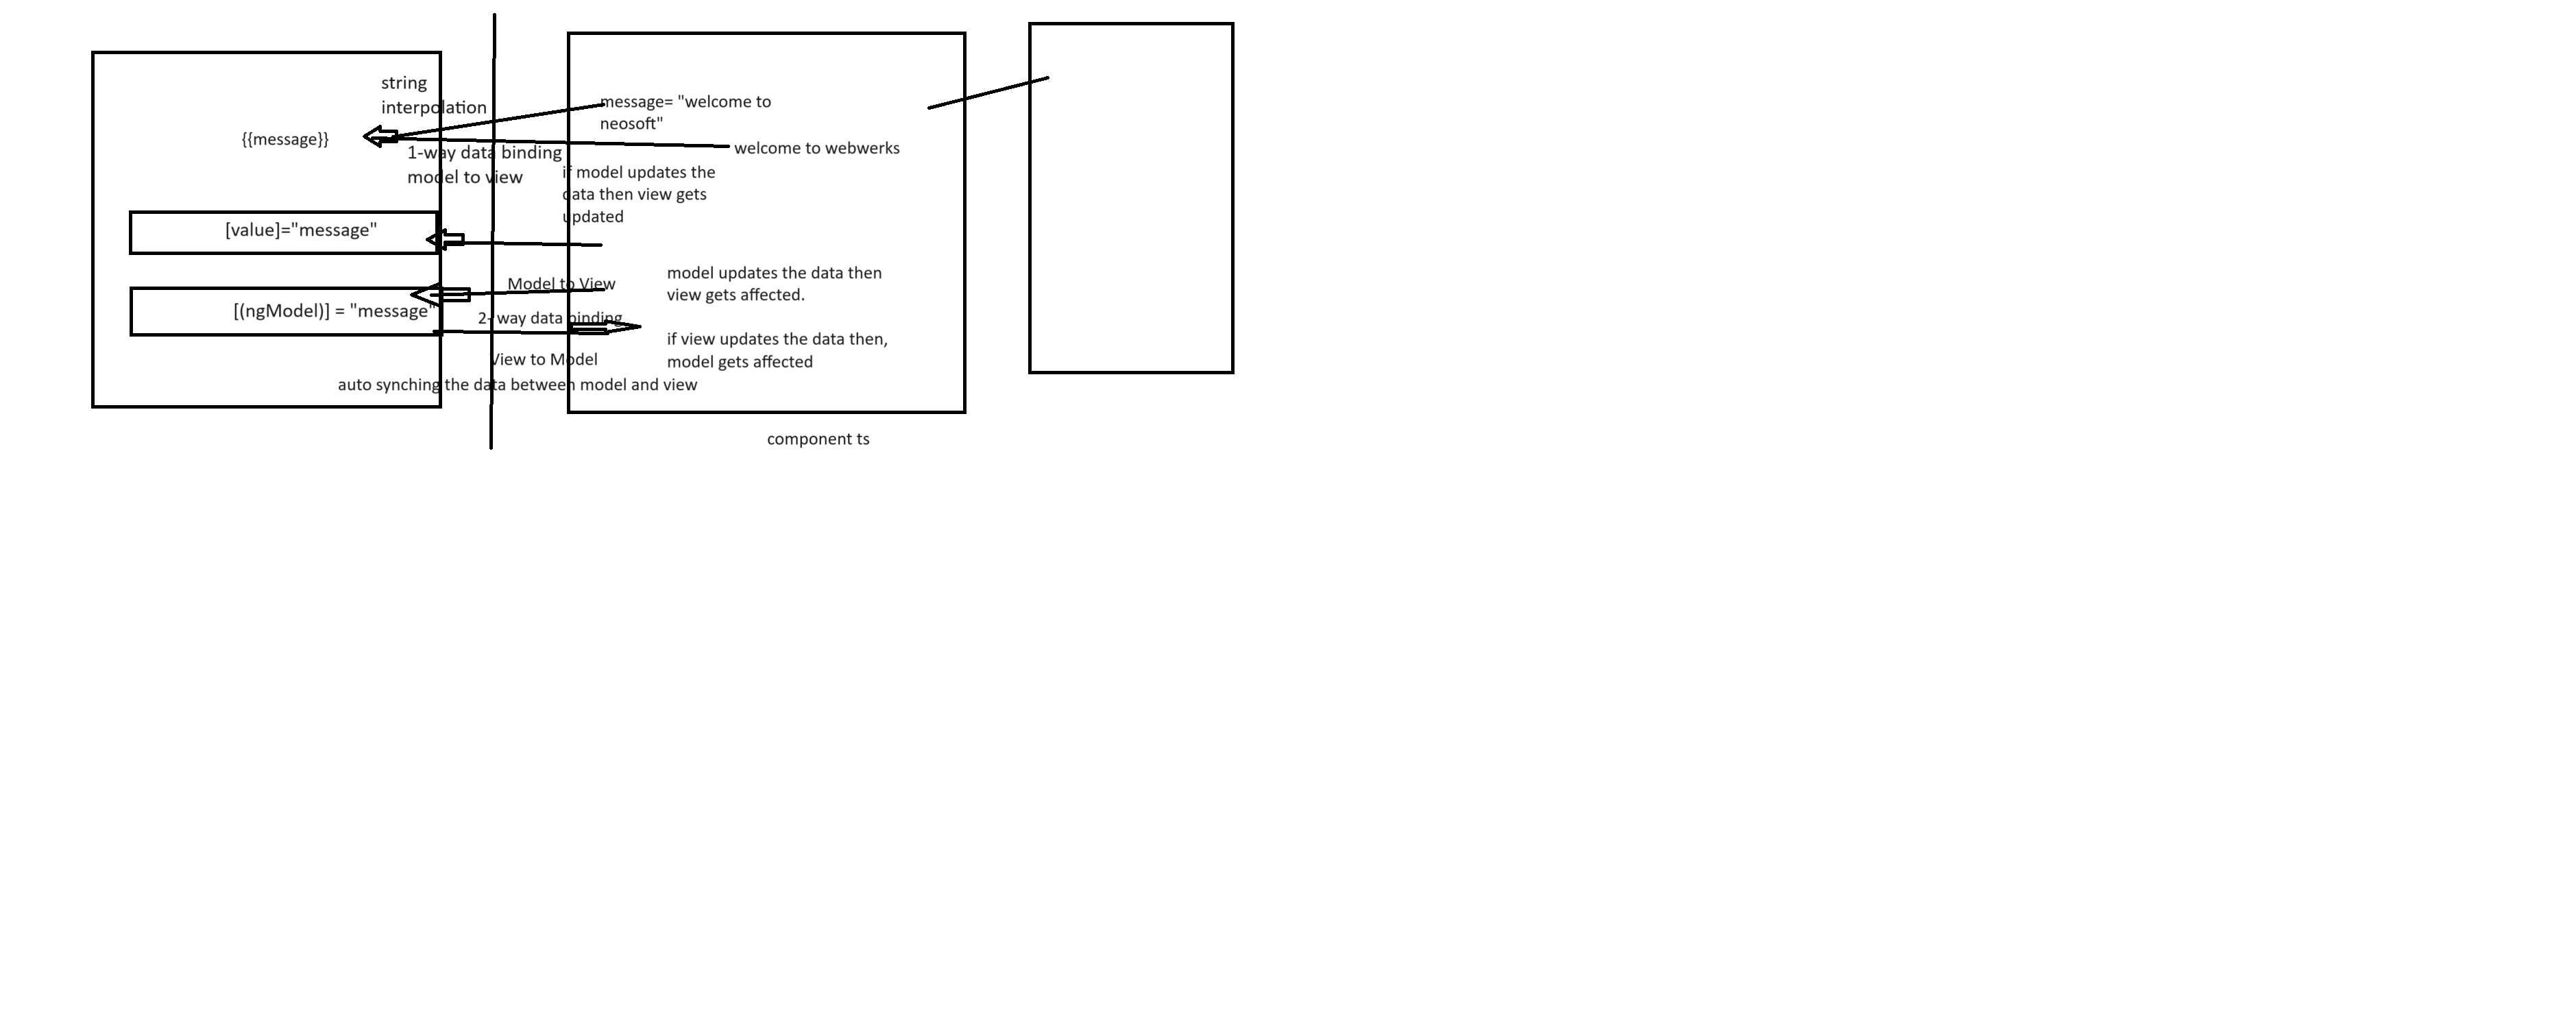 string
interpolation
{{message}}
1-way data binding
model to view
message= "welcome to
neosoft"
welcome to webwerks
if model updates the
data then view gets
updated
[value]="message"
Model to View
model updates the data then
view gets affected.
[(ngModel)] = "message"
2- way data binding
if view updates the data then,
model gets affected
View to Model
auto synching the data between model and view
component ts